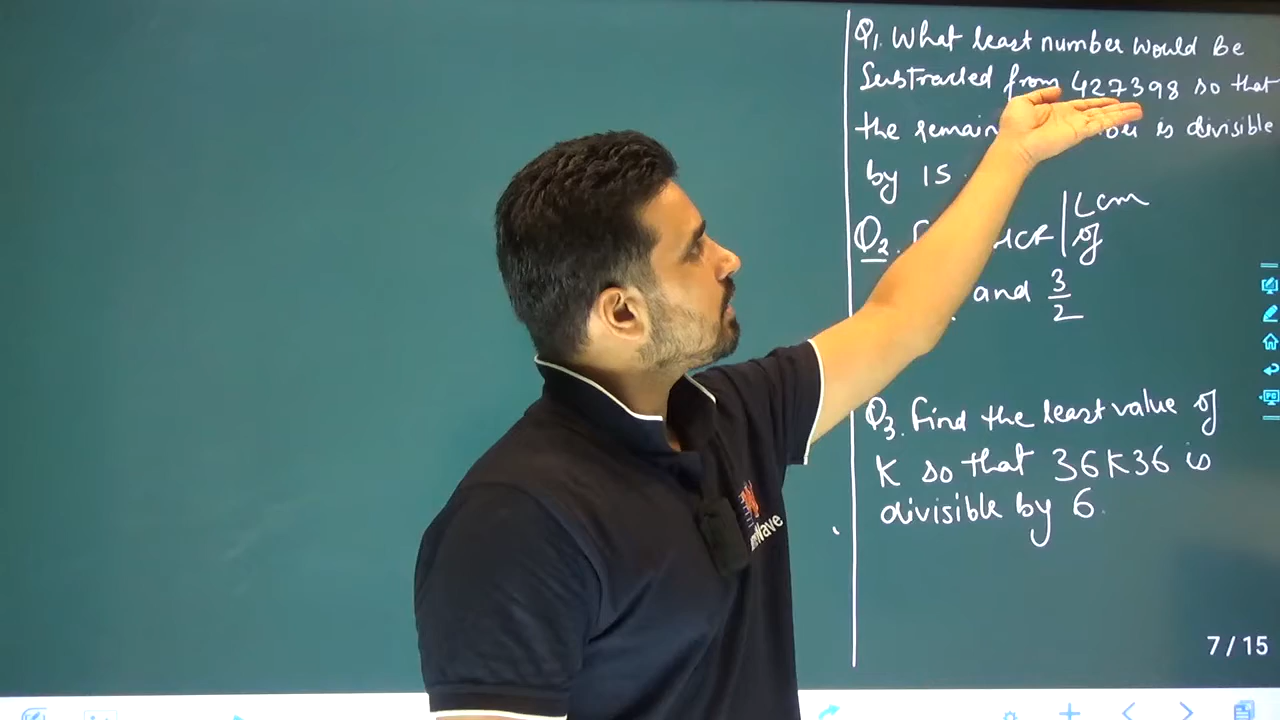 Q1. What least number would be
Subtracted from 427398 so that
the remain is divisible
by 15.
Q2. HCF | Lcm of
and 3/2
Q3. Find the least value of
K so that 36K36 is
divisible by 6.
Wave
7/15